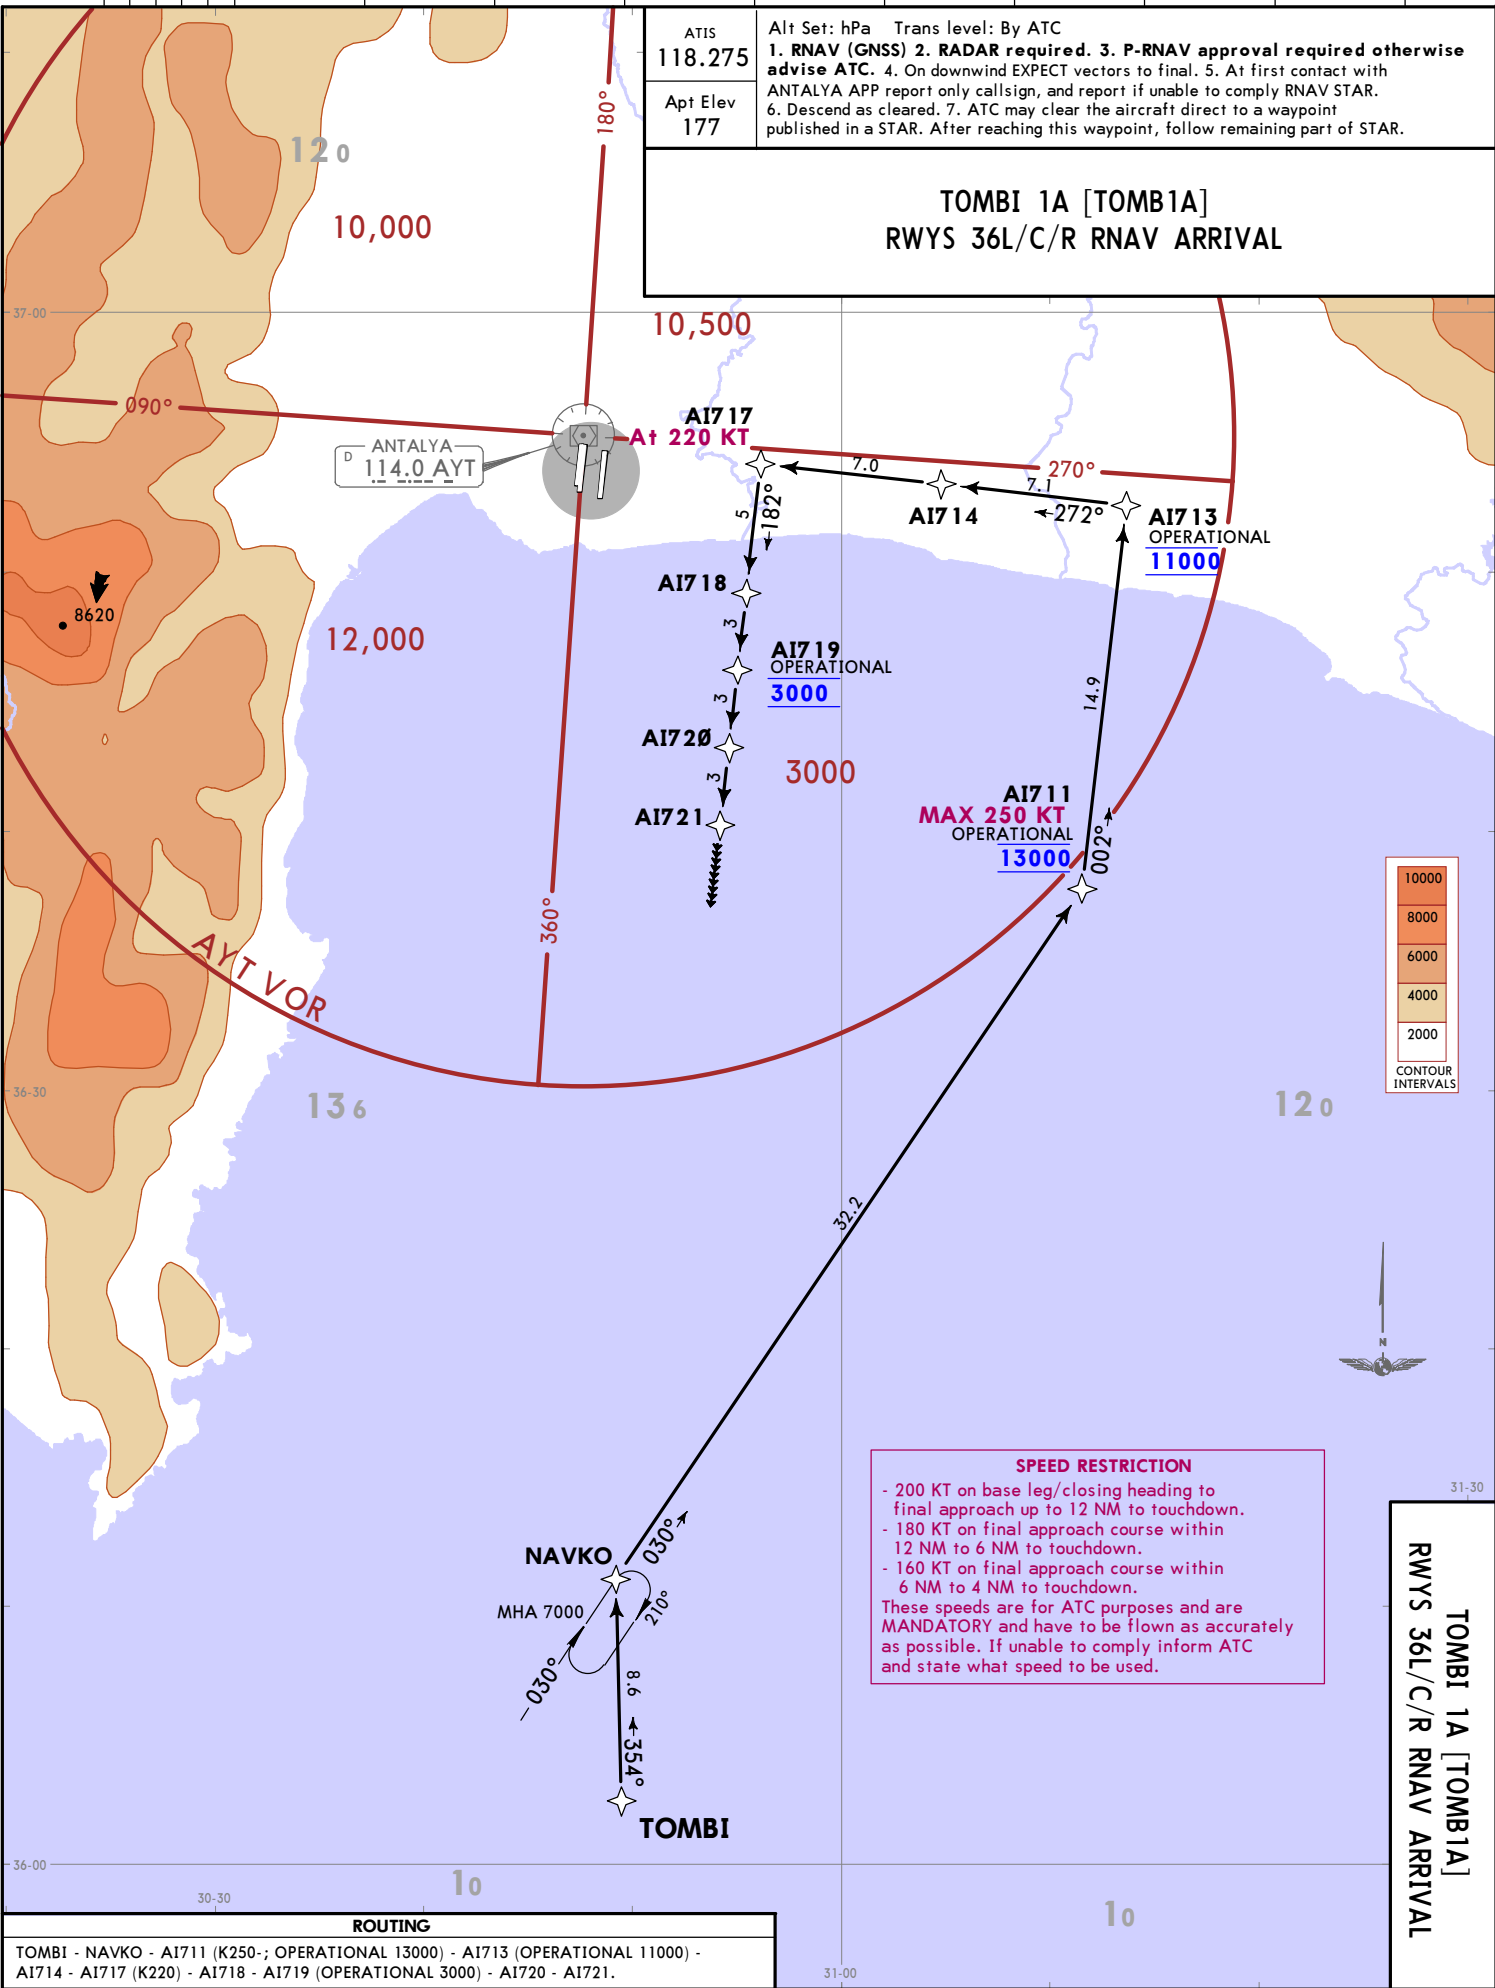 ATIS
118.275
Apt Elev
177
Alt Set: hPa Trans level: By ATC
1. RNAV (GNSS) 2. RADAR required. 3. P-RNAV approval required otherwise
advise ATC. 4. On downwind EXPECT vectors to final. 5. At first contact with
ANTALYA APP report only callsign, and report if unable to comply RNAV STAR.
6. Descend as cleared. 7. ATC may clear the aircraft direct to a waypoint
published in a STAR. After reaching this waypoint, follow remaining part of STAR.
TOMBI 1A [TOMB1A]
RWYS 36L/C/R RNAV ARRIVAL
180°
120
10,000
37-00
10,500
090°
ANTALYA
D 114.0 AYT
AI717
At 220 KT
7.0
270°
7.1
272°
AI714
AI713
OPERATIONAL
11000
5
182°
AI718
8620
12,000
3
AI719
OPERATIONAL
3000
3
AI720
3000
3
AI721
14.9
AI711
MAX 250 KT
OPERATIONAL
13000
002°
360°
AYT VOR
10000
8000
6000
4000
2000
CONTOUR
INTERVALS
36-30
136
120
32.2
N
SPEED RESTRICTION
- 200 KT on base leg/closing heading to
final approach up to 12 NM to touchdown.
- 180 KT on final approach course within
12 NM to 6 NM to touchdown.
- 160 KT on final approach course within
6 NM to 4 NM to touchdown.
These speeds are for ATC purposes and are
MANDATORY and have to be flown as accurately
as possible. If unable to comply inform ATC
and state what speed to be used.
31-30
NAVKO
030°
MHA 7000
210°
030°
8.6
354°
TOMBI
TOMBI 1A [TOMB1A]
RWYS 36L/C/R RNAV ARRIVAL
36-00
30-30
10
10
31-00
ROUTING
TOMBI - NAVKO - AI711 (K250-; OPERATIONAL 13000) - AI713 (OPERATIONAL 11000) -
AI714 - AI717 (K220) - AI718 - AI719 (OPERATIONAL 3000) - AI720 - AI721.